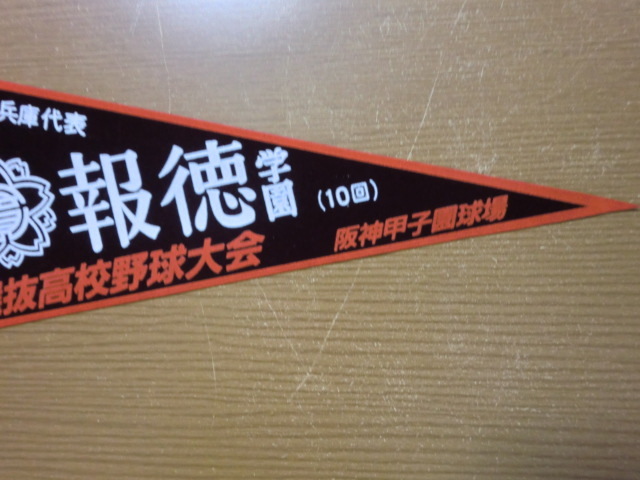 兵庫代表
報徳学園 (10回)
抜高校野球大会
阪神甲子園球場